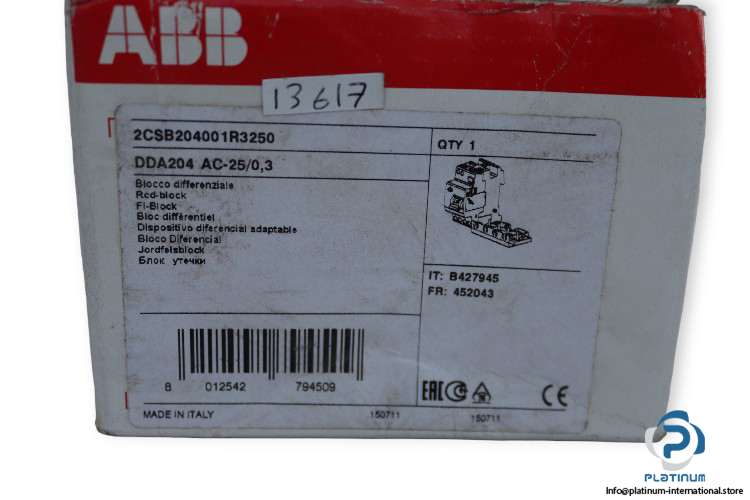 ABB
13617
2CSB204001R3250
QTY 1
DDA204 AC-25/0,3
Blocco differenziale
Rcd-block
FI-Block
Bloc différentiel
Dispositivo diferencial adaptable
Bloco Diferencial
Jordfelsblock
Блок утечки
IT: B427945
FR: 452043
8 012542 794509
EAC
CE
MADE IN ITALY
150711
150711
PLATINUM
Info@platinum-international.store